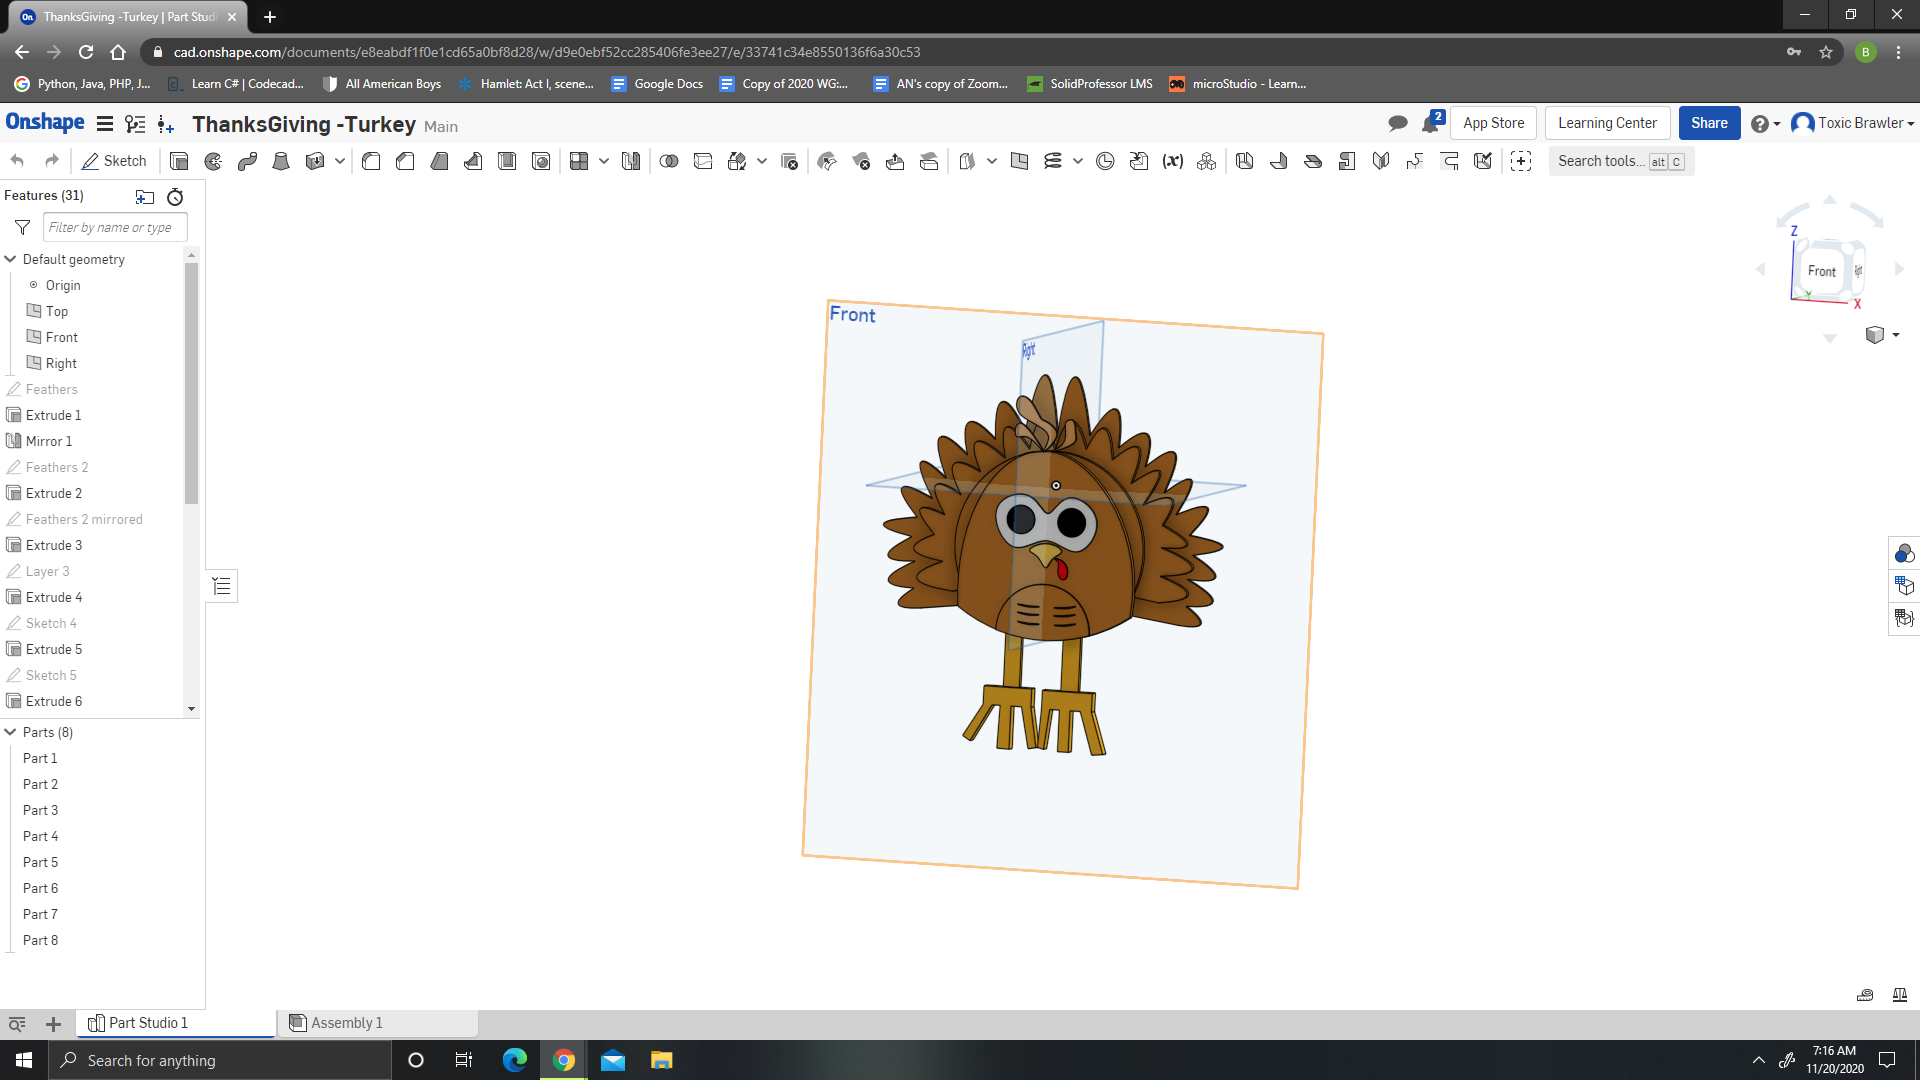 ThanksGiving -Turkey | Part Studi
cad.onshape.com/documents/e8eabdf1f0e1cd65a0bf8d28/w/d9e0ebf52cc285406fe3ee27/e/33741c34e8550136f6a30c53
B
Python, Java, PHP, J...
Learn C# | Codecad...
All American Boys
Hamlet: Act I, scene...
Google Docs
Copy of 2020 WG:...
AN's copy of Zoom...
SolidProfessor LMS
microStudio - Learn...
Onshape
ThanksGiving -Turkey Main
2
App Store
Learning Center
Share
Toxic Brawler
Sketch
Search tools... alt C
Features (31)
Filter by name or type
Default geometry
Origin
Top
Front
Right
Feathers
Extrude 1
Mirror 1
Feathers 2
Extrude 2
Feathers 2 mirrored
Extrude 3
Layer 3
Extrude 4
Sketch 4
Extrude 5
Sketch 5
Extrude 6
Parts (8)
Part 1
Part 2
Part 3
Part 4
Part 5
Part 6
Part 7
Part 8
Front
Right
Z
Front
Right
Y
X
Part Studio 1
Assembly 1
Search for anything
7:16 AM
11/20/2020